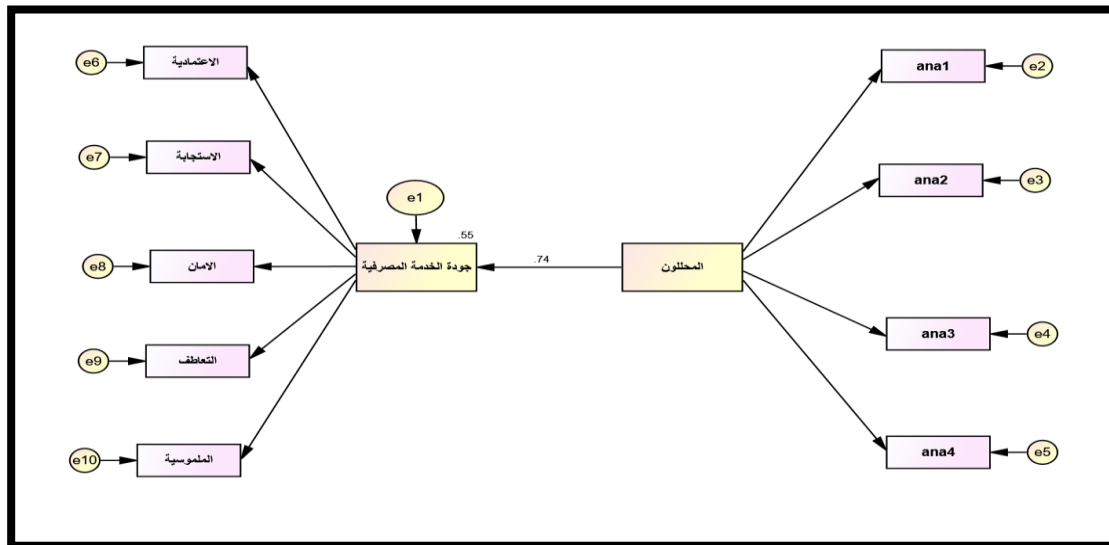 e6
الاعتمادية
ana1
e2
e7
الاستجابة
ana2
e3
e1
.55
جودة الخدمة المصرفية
.74
المحللون
e8
الامان
e9
التعاطف
ana3
e4
e10
الملموسية
ana4
e5